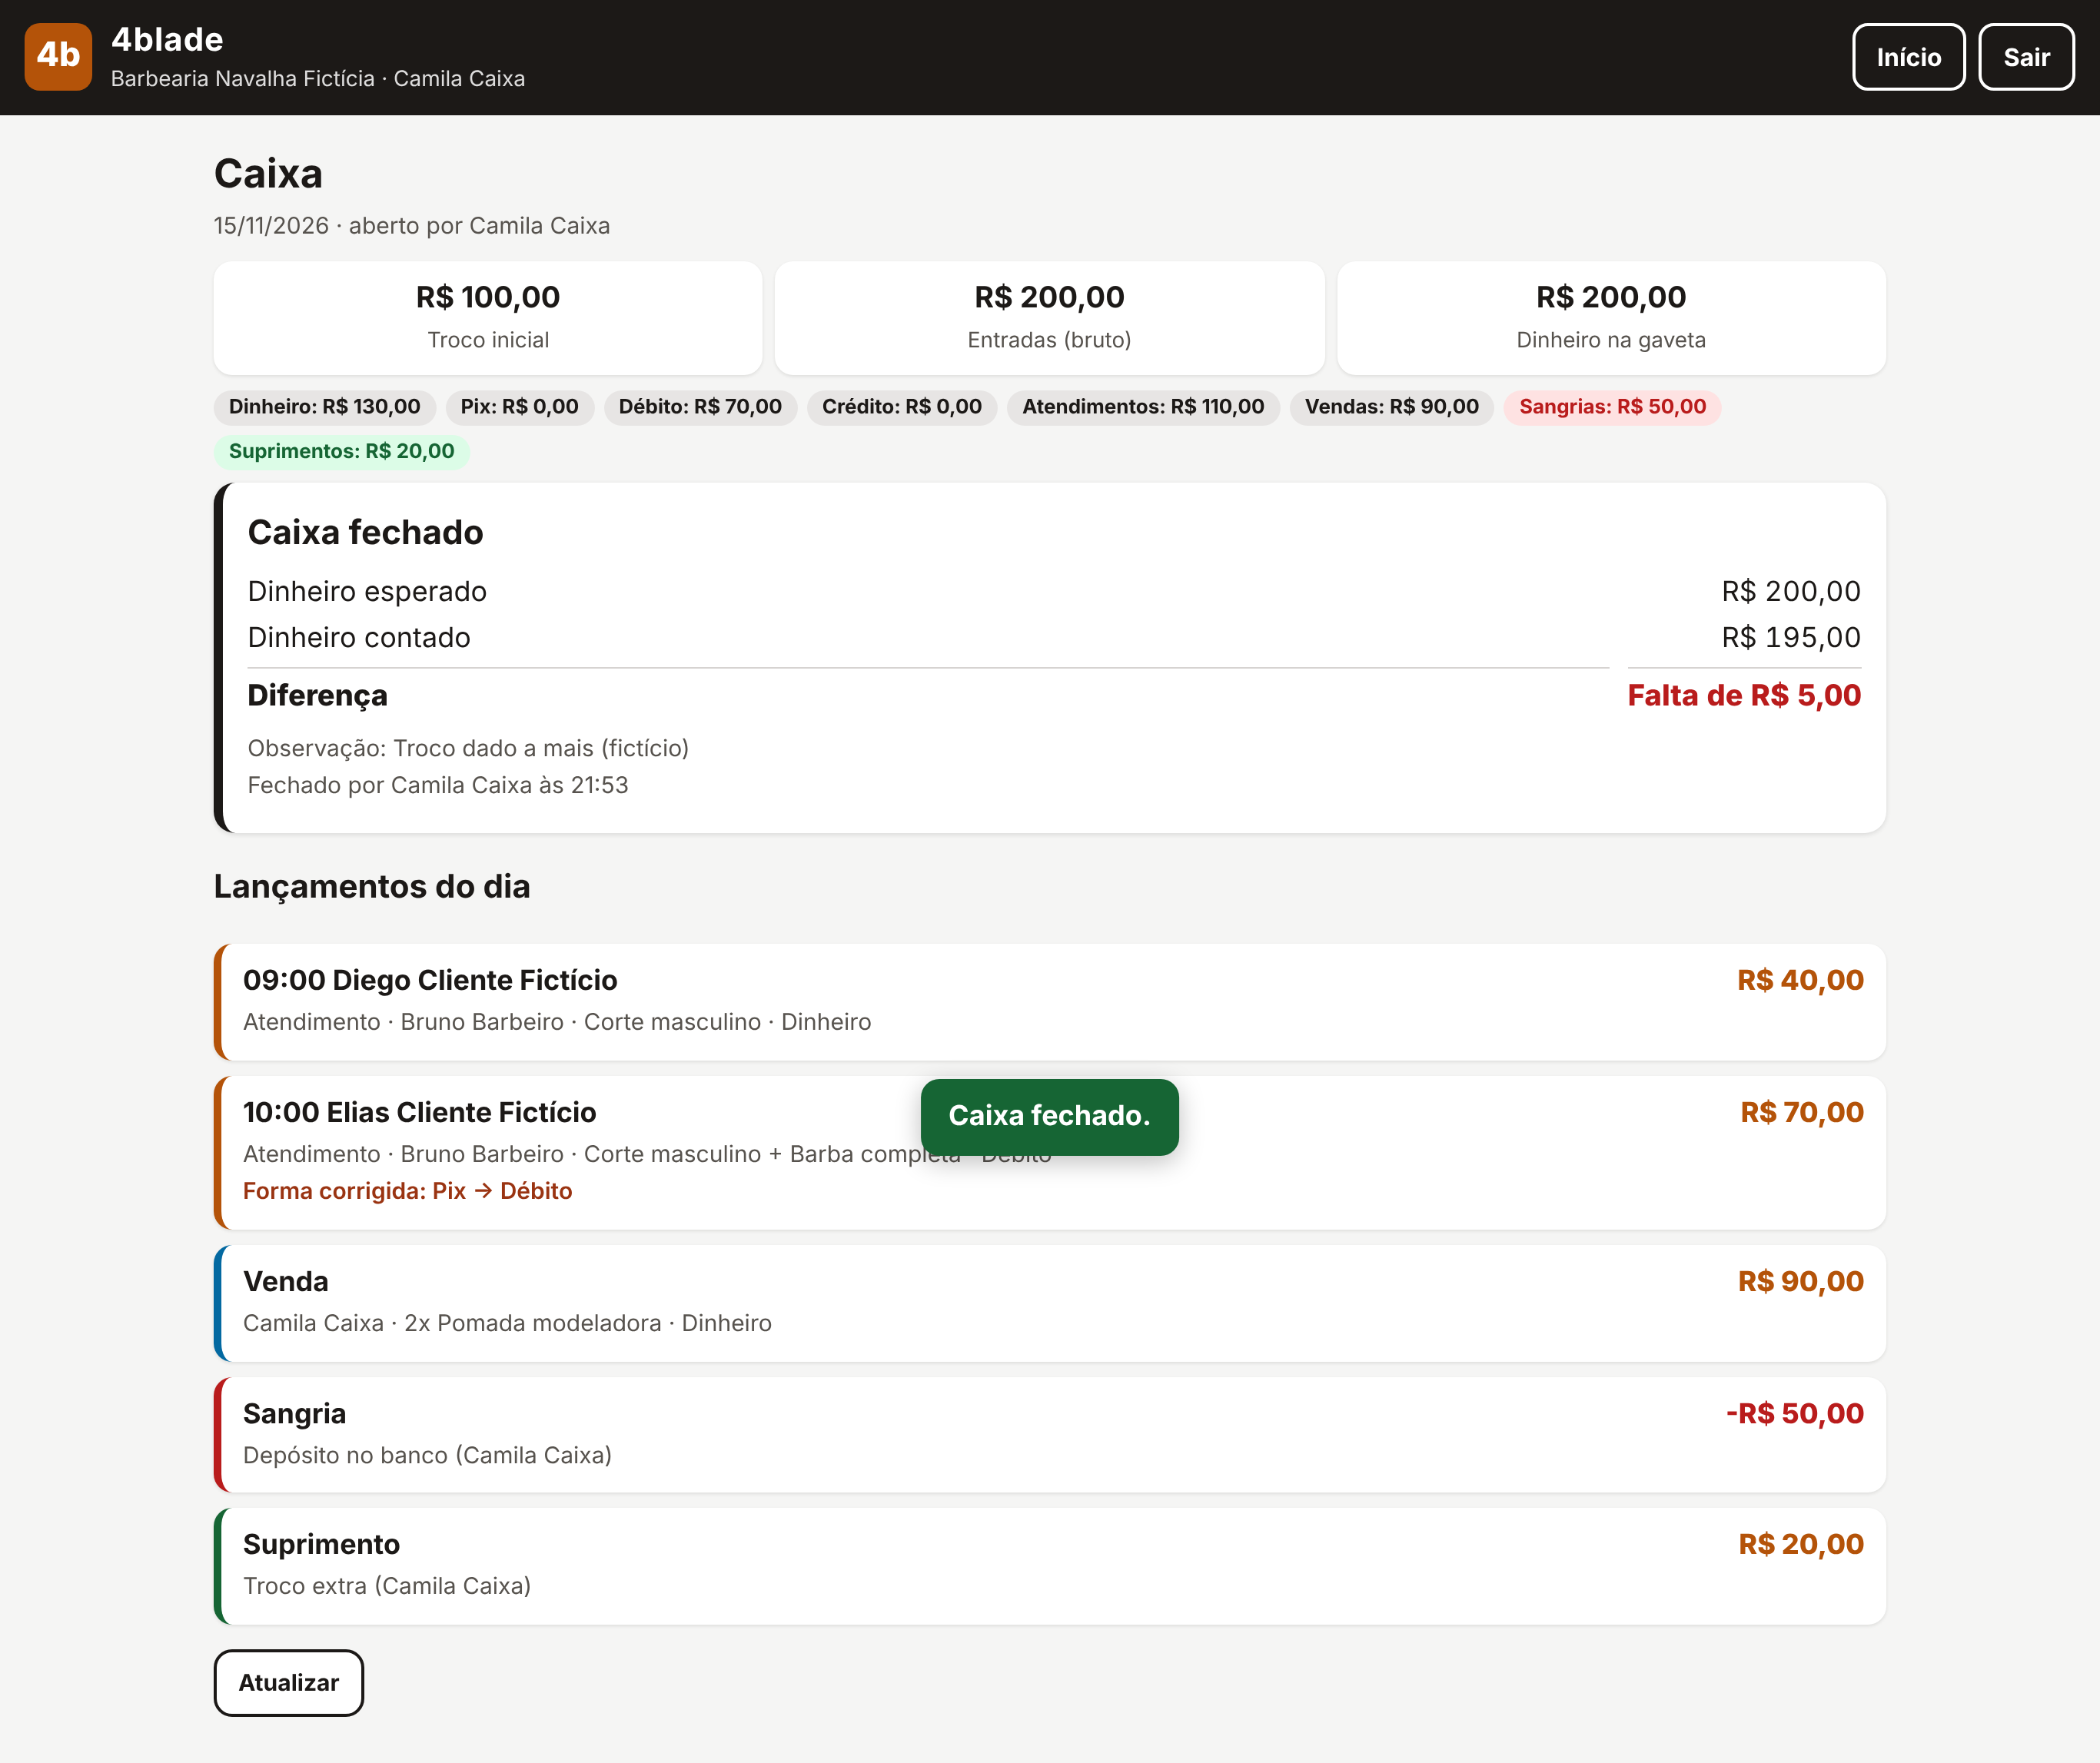 4b
4blade
Barbearia Navalha Fictícia · Camila Caixa
Início
Sair
Caixa
15/11/2026 · aberto por Camila Caixa
R$ 100,00
Troco inicial
R$ 200,00
Entradas (bruto)
R$ 200,00
Dinheiro na gaveta
Dinheiro: R$ 130,00
Pix: R$ 0,00
Débito: R$ 70,00
Crédito: R$ 0,00
Atendimentos: R$ 110,00
Vendas: R$ 90,00
Sangrias: R$ 50,00
Suprimentos: R$ 20,00
Caixa fechado
Dinheiro esperado R$ 200,00
Dinheiro contado R$ 195,00
Diferença Falta de R$ 5,00
Observação: Troco dado a mais (fictício)
Fechado por Camila Caixa às 21:53
Lançamentos do dia
09:00 Diego Cliente Fictício R$ 40,00
Atendimento · Bruno Barbeiro · Corte masculino · Dinheiro
10:00 Elias Cliente Fictício R$ 70,00
Caixa fechado.
Atendimento · Bruno Barbeiro · Corte masculino + Barba completa · Débito
Forma corrigida: Pix → Débito
Venda R$ 90,00
Camila Caixa · 2x Pomada modeladora · Dinheiro
Sangria -R$ 50,00
Depósito no banco (Camila Caixa)
Suprimento R$ 20,00
Troco extra (Camila Caixa)
Atualizar